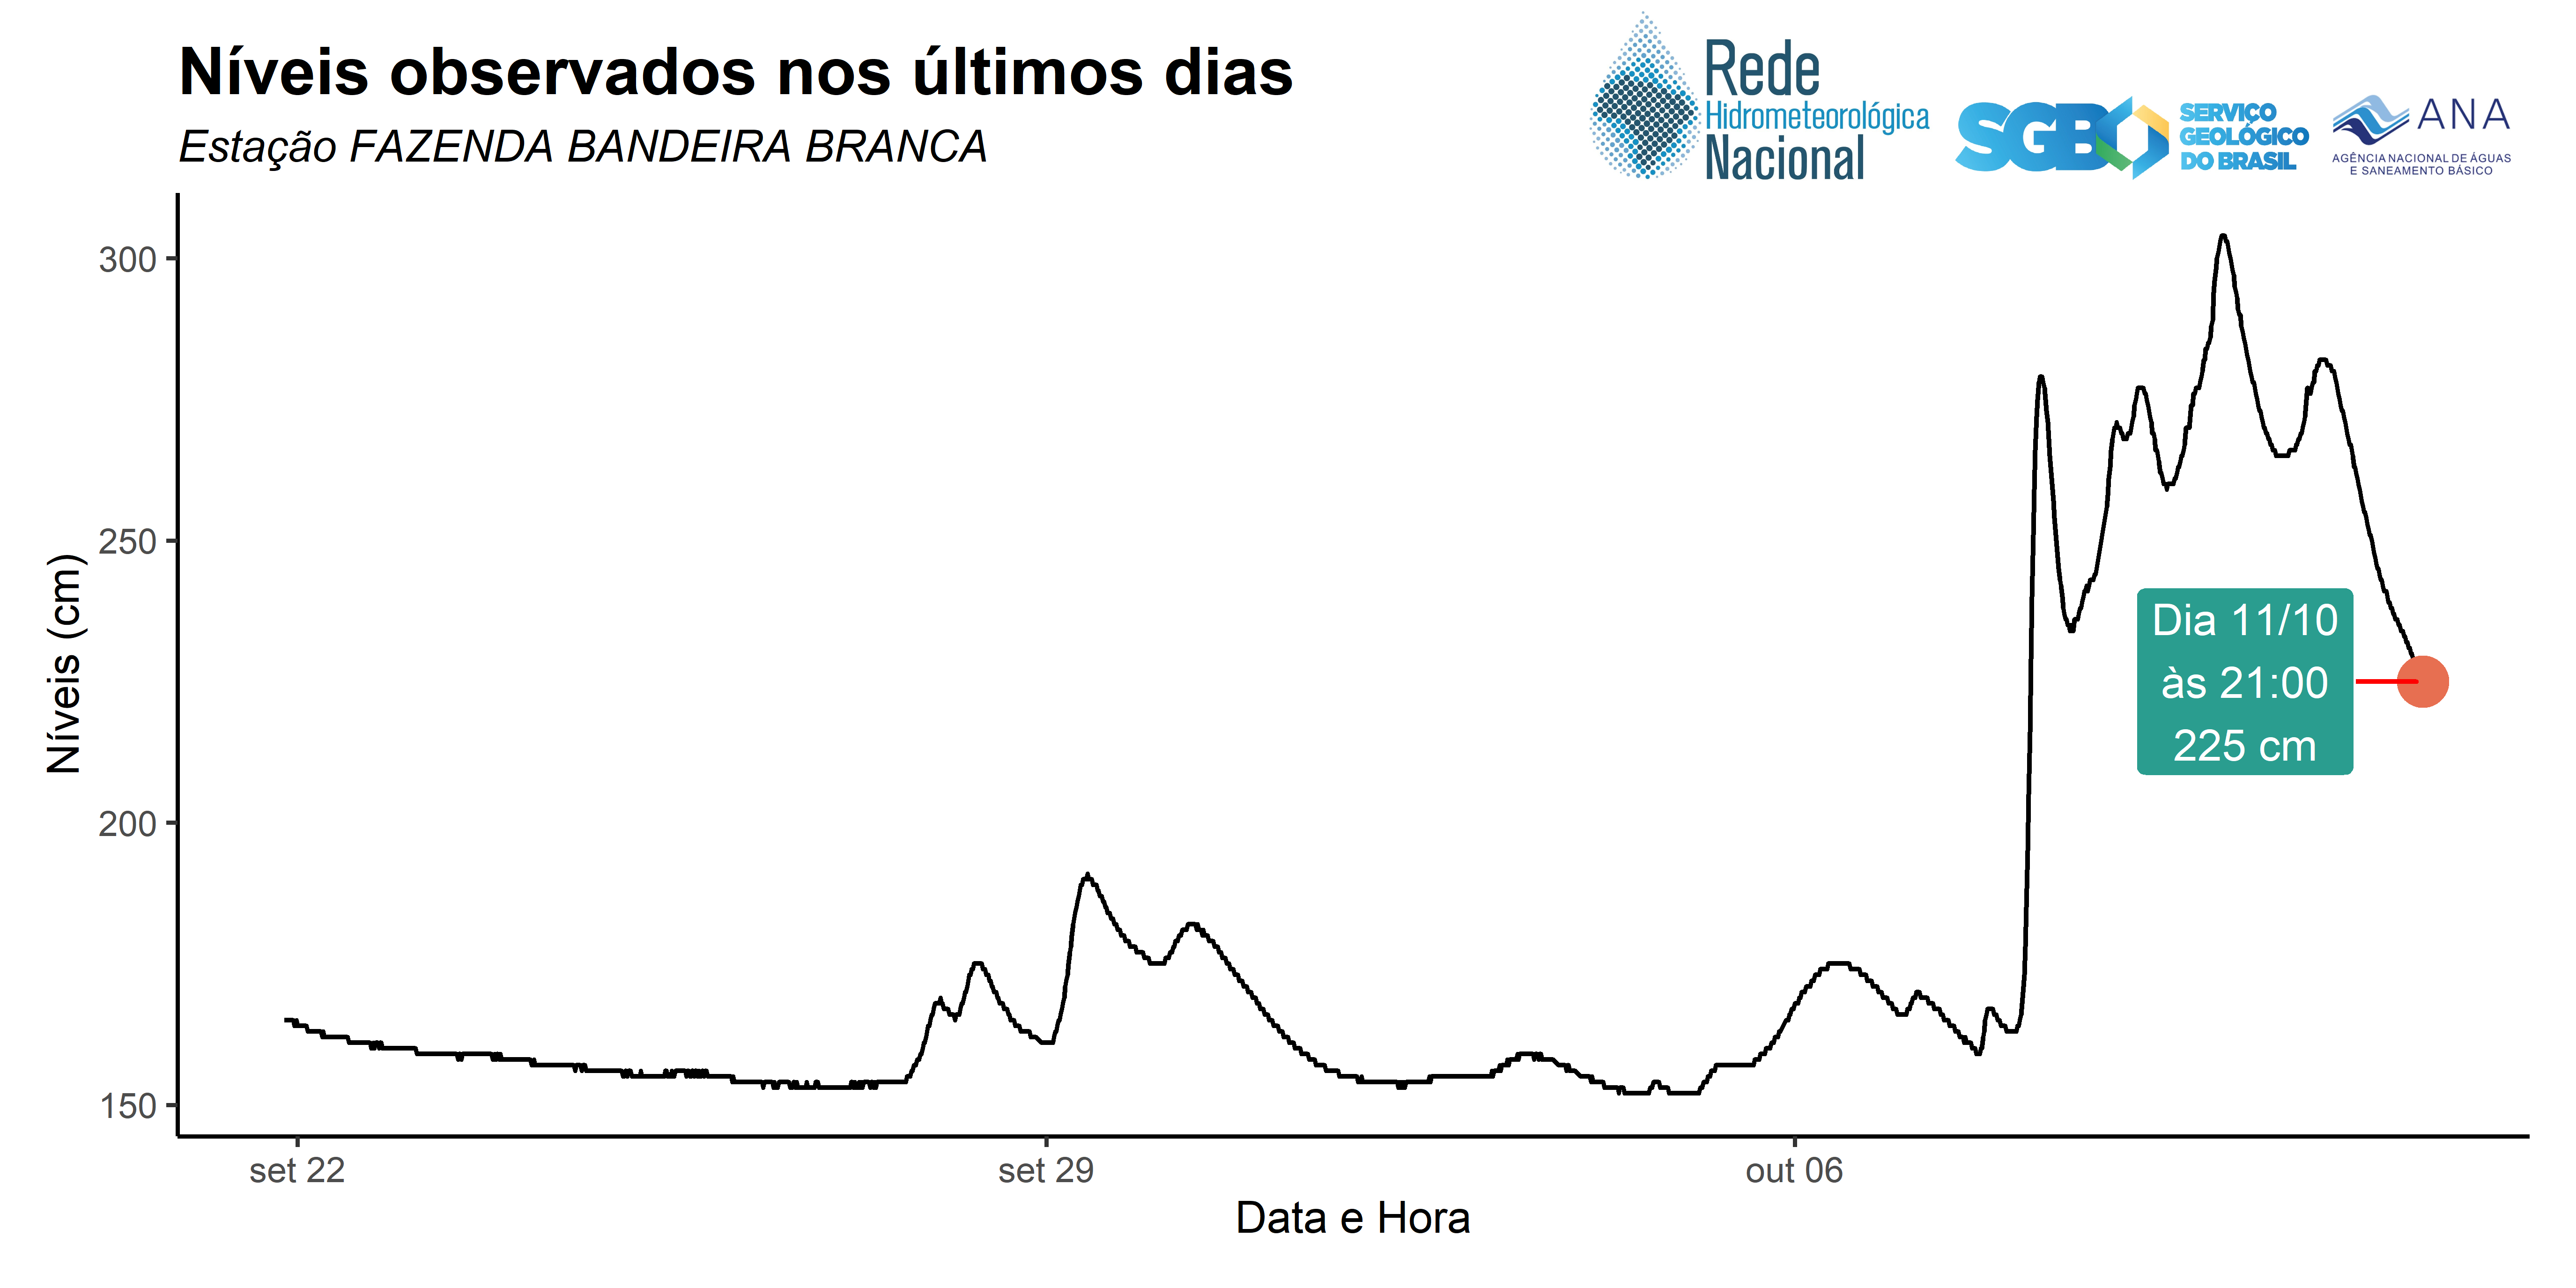 Níveis observados nos últimos dias
Estação FAZENDA BANDEIRA BRANCA
Rede
Hidrometeorológica
Nacional
SGB
SERVIÇO
GEOLÓGICO
DO BRASIL
ANA
AGÊNCIA NACIONAL DE ÁGUAS
E SANEAMENTO BÁSICO
Níveis (cm)
300
250
200
150
Dia 11/10
às 21:00
225 cm
set 22
set 29
out 06
Data e Hora